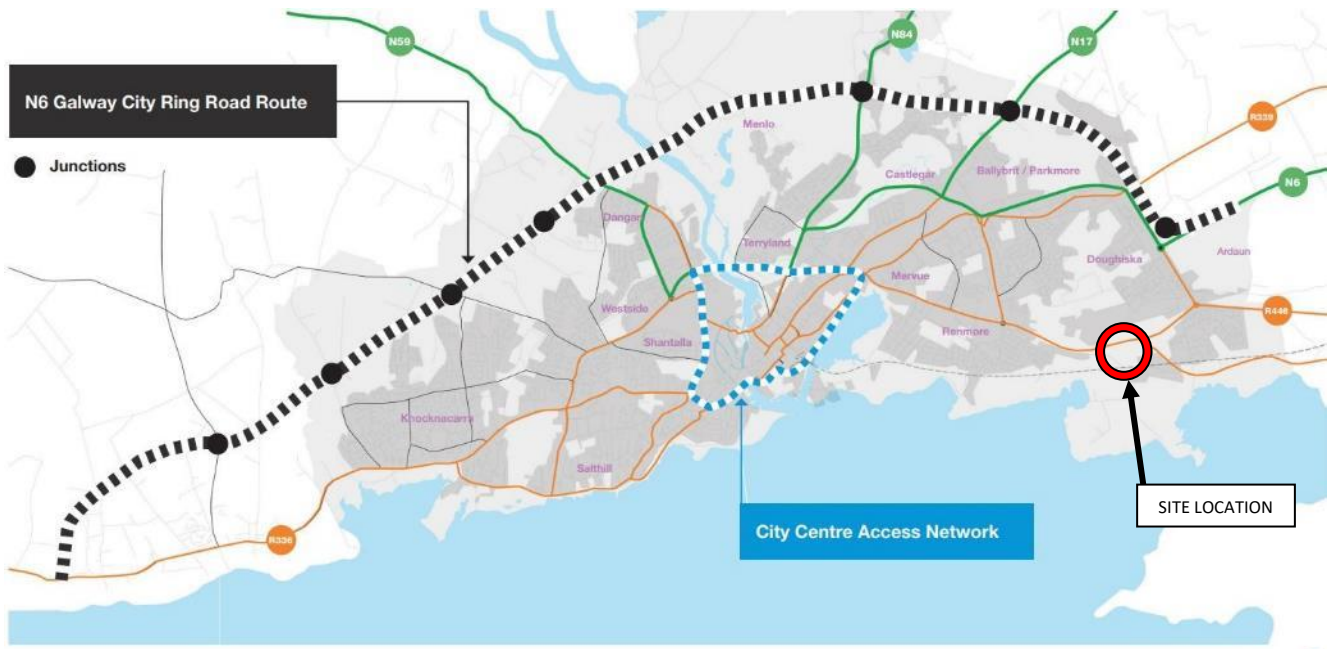 N59
N84
N17
N6 Galway City Ring Road Route
Menlo
R339
Junctions
Castlegar
Ballybrit / Parkmore
N6
Dangan
Terryland
Ardaun
Doughiska
Mervue
Westside
R446
Renmore
Shantalla
Knocknacarra
Salthill
SITE LOCATION
City Centre Access Network
R336